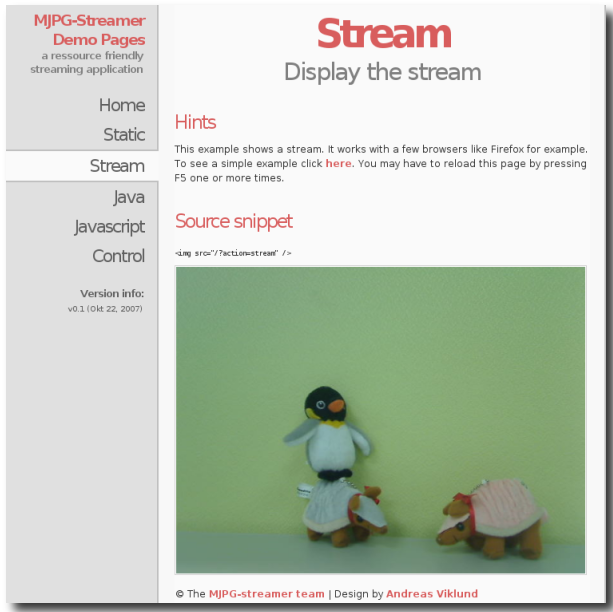 MJPG-Streamer
Demo Pages
a ressource friendly
streaming application
Home
Static
Stream
Java
Javascript
Control
Version info:
v0.1 (Okt 22, 2007)
Stream
Display the stream
Hints
This example shows a stream. It works with a few browsers like Firefox for example.
To see a simple example click here. You may have to reload this page by pressing
F5 one or more times.
Source snippet
<img src="/?action=stream" />
© The MJPG-streamer team | Design by Andreas Viklund